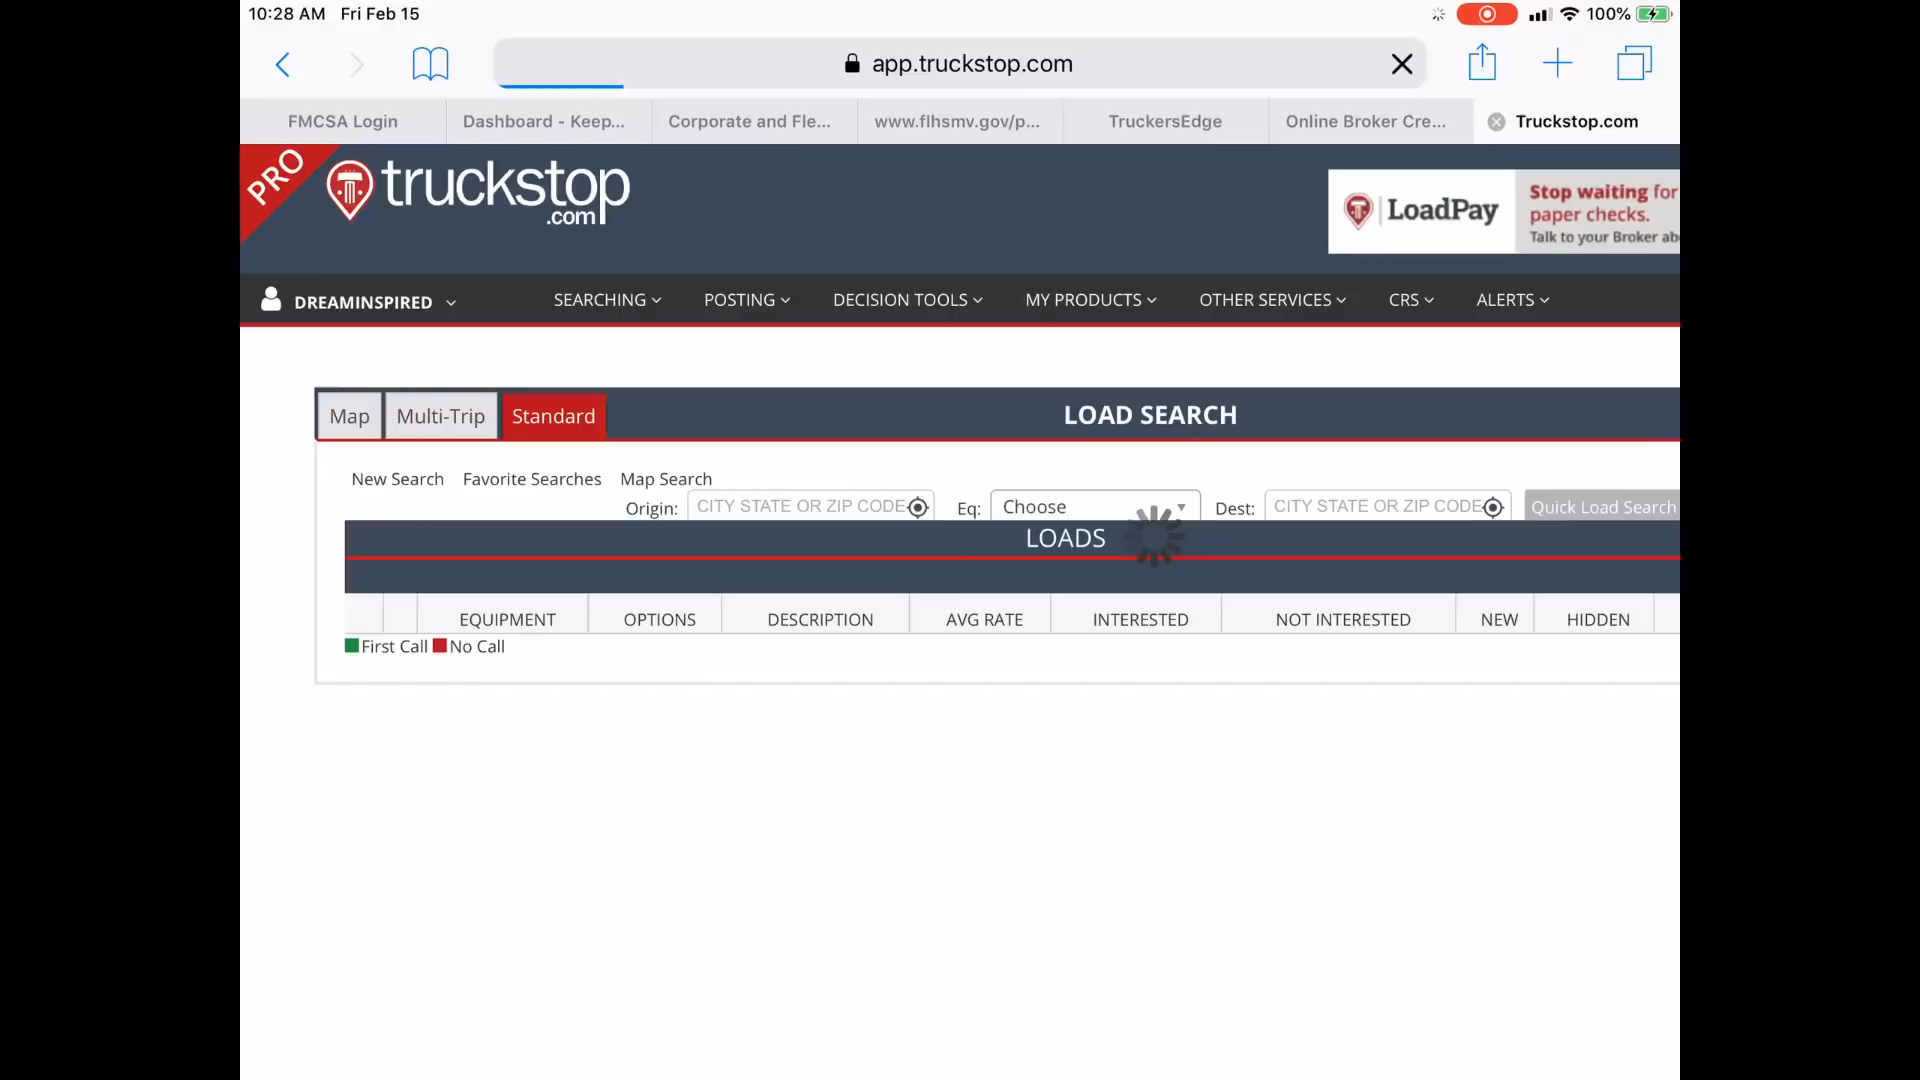 10:28 AM Fri Feb 15 100%
app.truckstop.com
FMCSA Login Dashboard - Keep... Corporate and Fle... www.flhsmv.gov/p... TruckersEdge Online Broker Cre... Truckstop.com
PRO
truckstop
.com
LoadPay
Stop waiting for
paper checks.
Talk to your Broker ab
DREAMINSPIRED SEARCHING POSTING DECISION TOOLS MY PRODUCTS OTHER SERVICES CRS ALERTS
Map Multi-Trip Standard LOAD SEARCH
New Search Favorite Searches Map Search
Origin: CITY STATE OR ZIP CODE Eq: Choose Dest: CITY STATE OR ZIP CODE Quick Load Search
LOADS
EQUIPMENT OPTIONS DESCRIPTION AVG RATE INTERESTED NOT INTERESTED NEW HIDDEN
First Call No Call